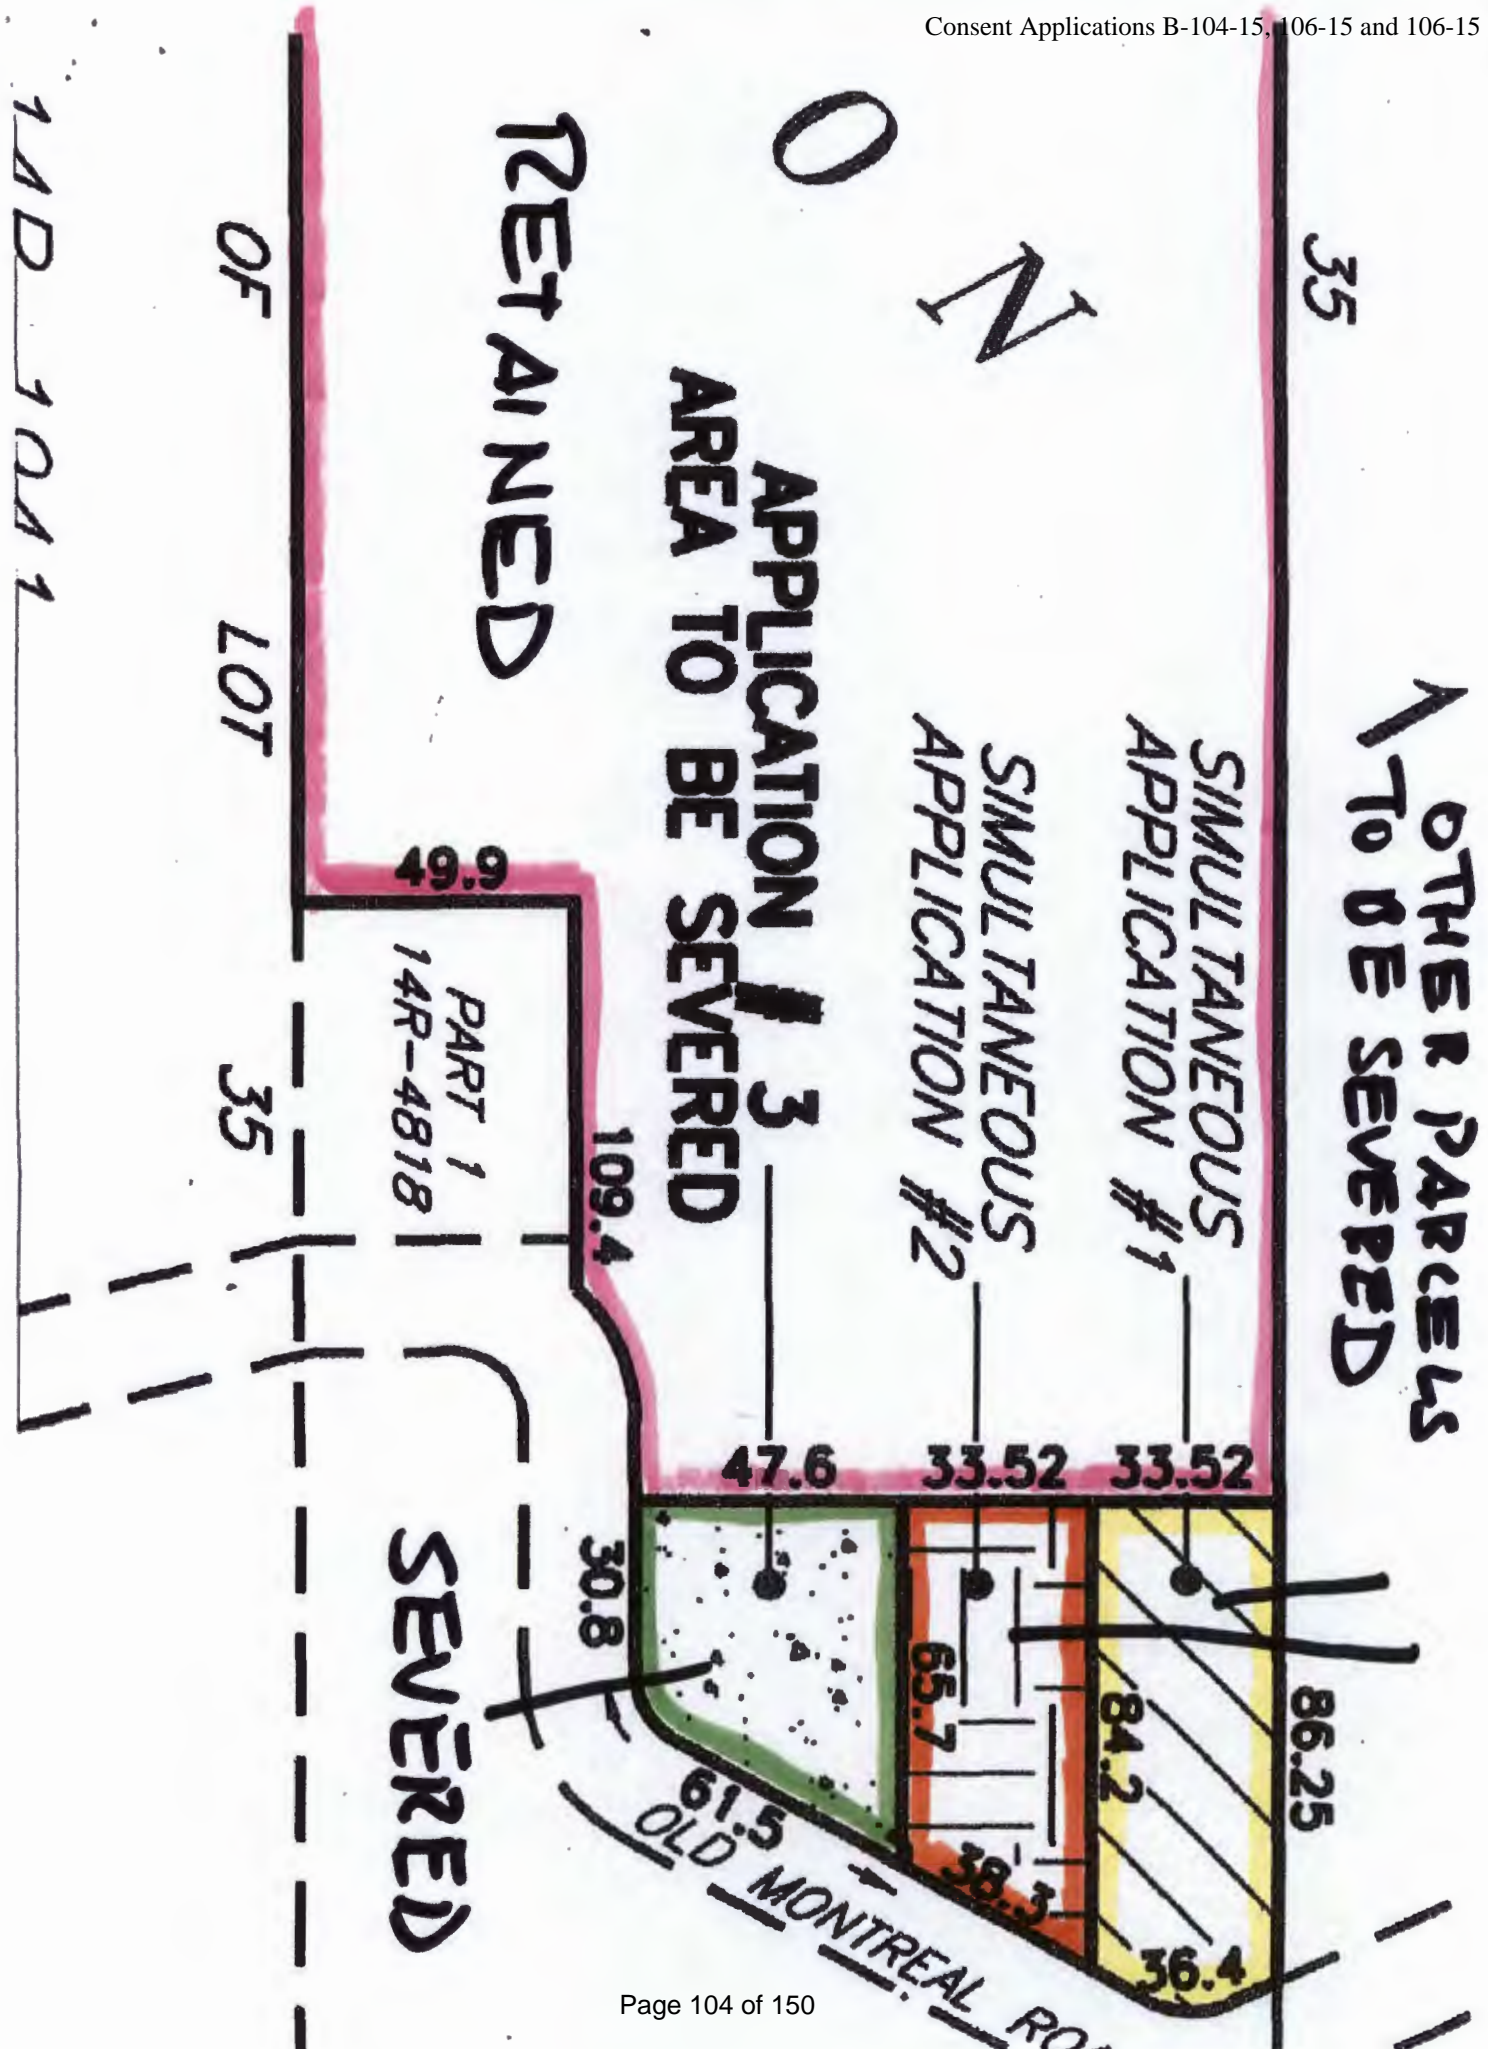 Consent Applications B-104-15, 106-15 and 106-15
35
OTHER PARCELS
TO BE SEVERED
SIMULTANEOUS
APPLICATION #1
SIMULTANEOUS
APPLICATION #2
O N
APPLICATION 3
AREA TO BE SEVERED
RETAINED
49.9
PART 1
14R-4818
109.4
OF LOT 35
47.6
33.52
33.52
30.8
65.7
84.2
86.25
61.5
38.3
36.4
OLD MONTREAL
SEVERED
Page 104 of 150